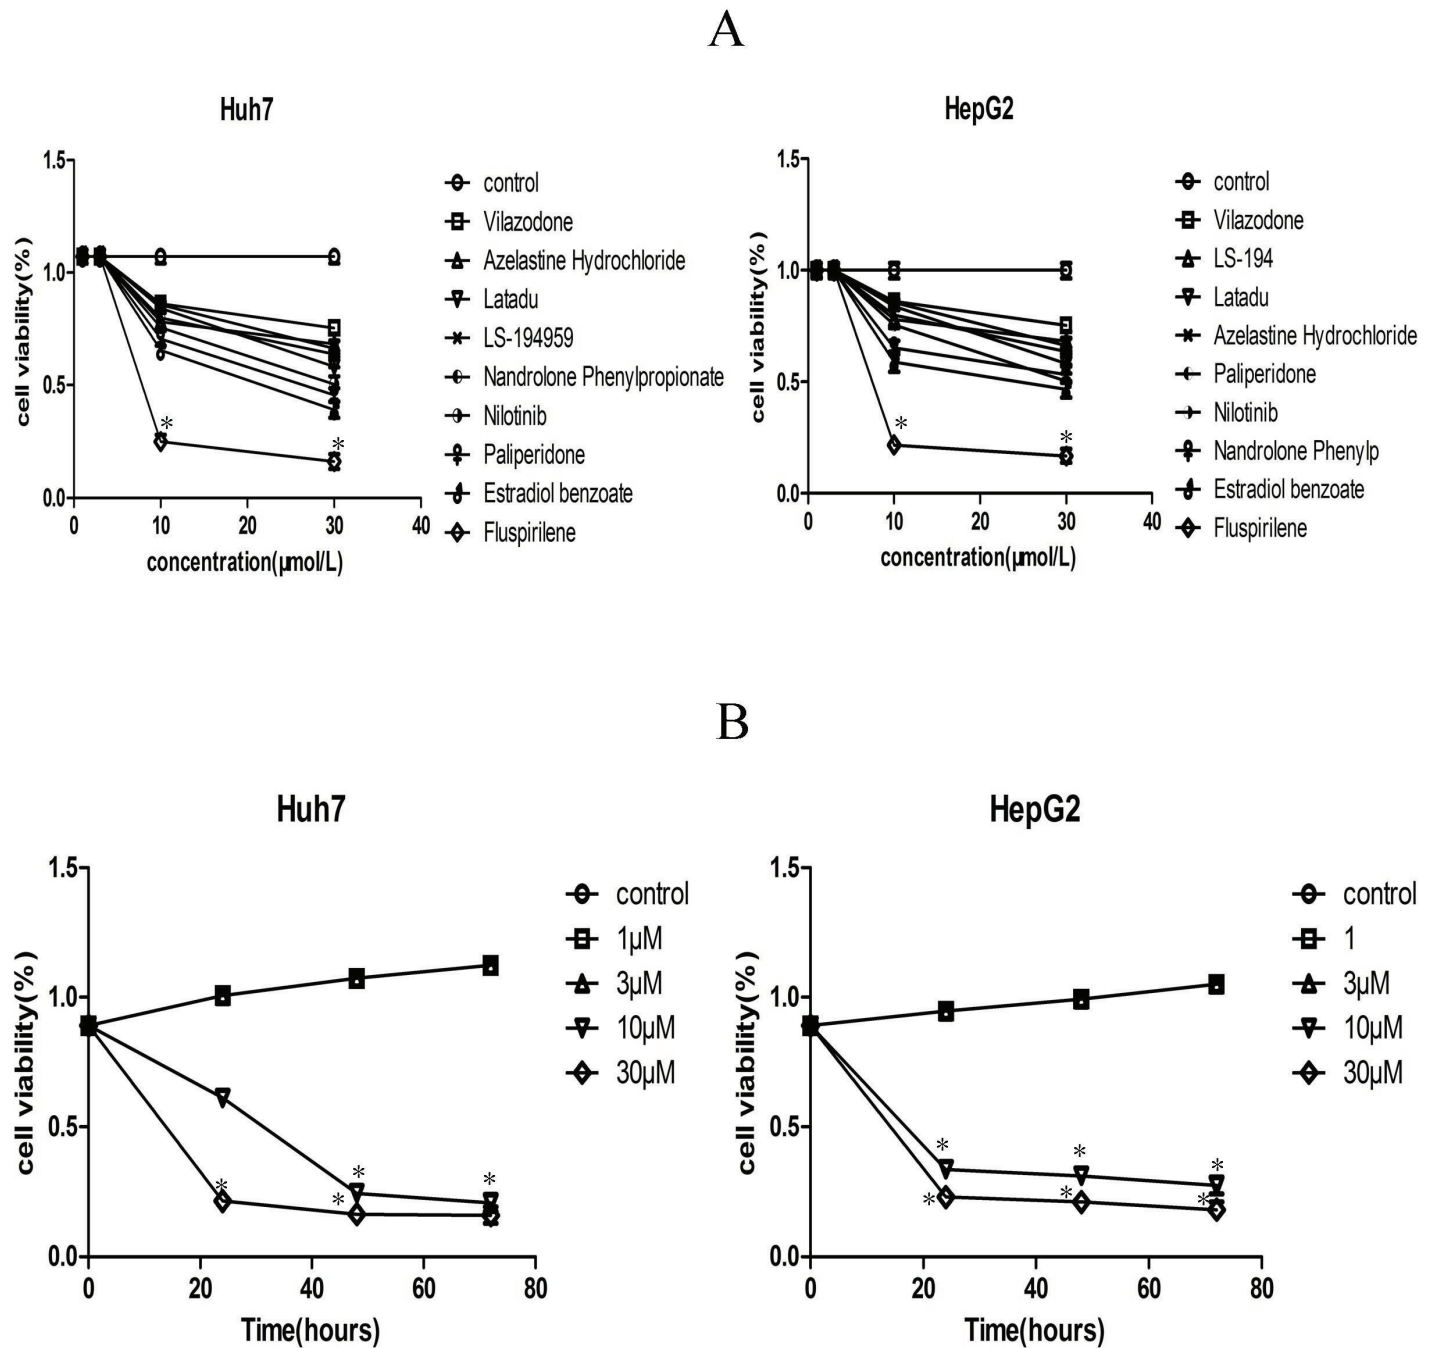 A
Huh7
1.5
1.0
0.5
0.0
0 10 20 30 40
cell viability(%)
concentration(μmol/L)
* *
control
Vilazodone
Azelastine Hydrochloride
Latadu
LS-194959
Nandrolone Phenylpropionate
Nilotinib
Paliperidone
Estradiol benzoate
Fluspirilene
HepG2
1.5
1.0
0.5
0.0
0 10 20 30 40
cell viability(%)
concentration(μmol/L)
* *
control
Vilazodone
LS-194
Latadu
Azelastine Hydrochloride
Paliperidone
Nilotinib
Nandrolone Phenylp
Estradiol benzoate
Fluspirilene
B
Huh7
1.5
1.0
0.5
0.0
0 20 40 60 80
cell viability(%)
Time(hours)
* * * *
control
1μM
3μM
10μM
30μM
HepG2
1.5
1.0
0.5
0.0
0 20 40 60 80
cell viability(%)
Time(hours)
* * *
* * *
control
1
3μM
10μM
30μM